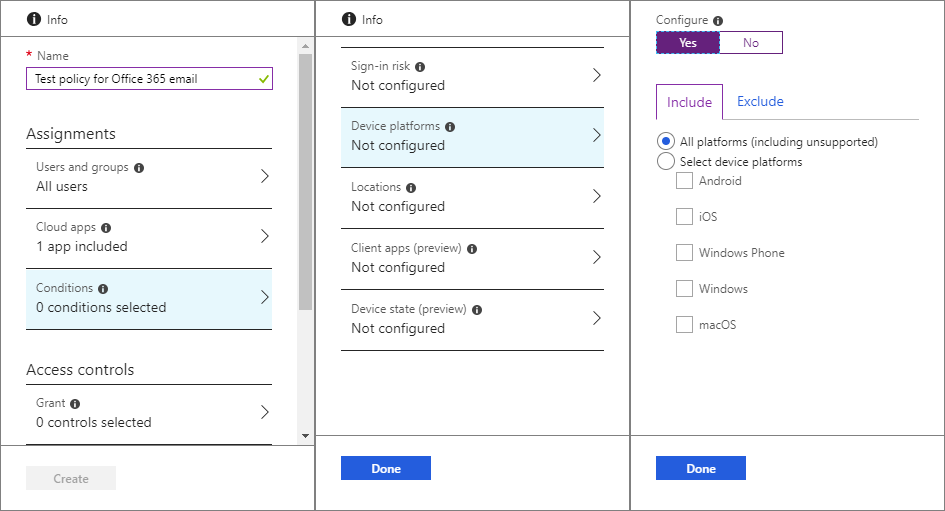 Info
* Name
Test policy for Office 365 email
Assignments
Users and groups
All users
Cloud apps
1 app included
Conditions
0 conditions selected
Access controls
Grant
0 controls selected
Create
Info
Sign-in risk
Not configured
Device platforms
Not configured
Locations
Not configured
Client apps (preview)
Not configured
Device state (preview)
Not configured
Done
Configure
Yes No
Include Exclude
All platforms (including unsupported)
Select device platforms
Android
iOS
Windows Phone
Windows
macOS
Done